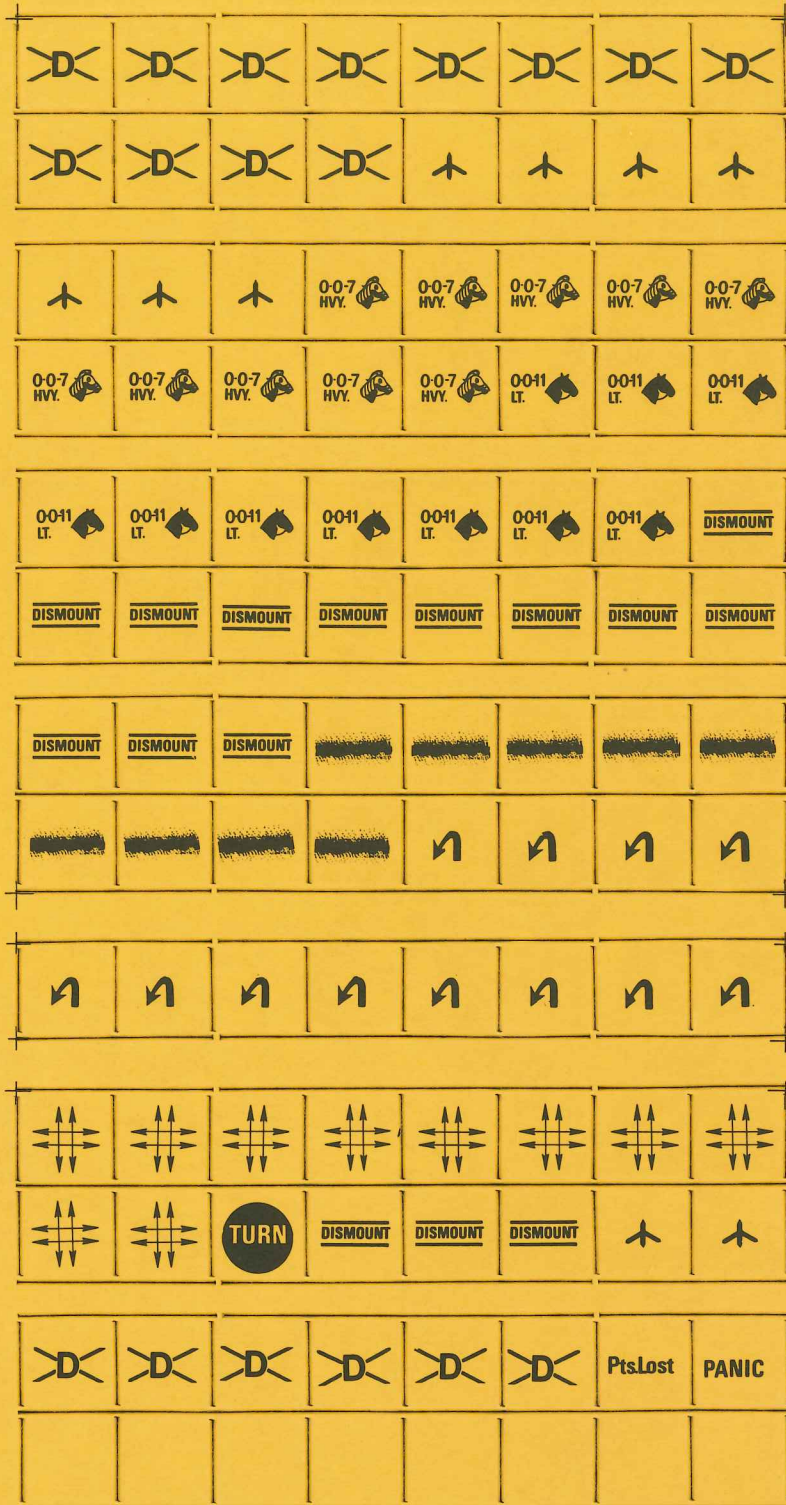 D D D D D D D D
D D D D
0-0-7 0-0-7 0-0-7 0-0-7 0-0-7
HVY. HVY. HVY. HVY. HVY.
0-0-7 0-0-7 0-0-7 0-0-7 0-0-7 0-0-11 0-0-11 0-0-11
HVY. HVY. HVY. HVY. HVY. LT. LT. LT.
0-0-11 0-0-11 0-0-11 0-0-11 0-0-11 0-0-11 0-0-11 DISMOUNT
LT. LT. LT. LT. LT. LT. LT.
DISMOUNT DISMOUNT DISMOUNT DISMOUNT DISMOUNT DISMOUNT DISMOUNT DISMOUNT
DISMOUNT DISMOUNT DISMOUNT
TURN DISMOUNT DISMOUNT DISMOUNT
D D D D D D Pts.Lost PANIC